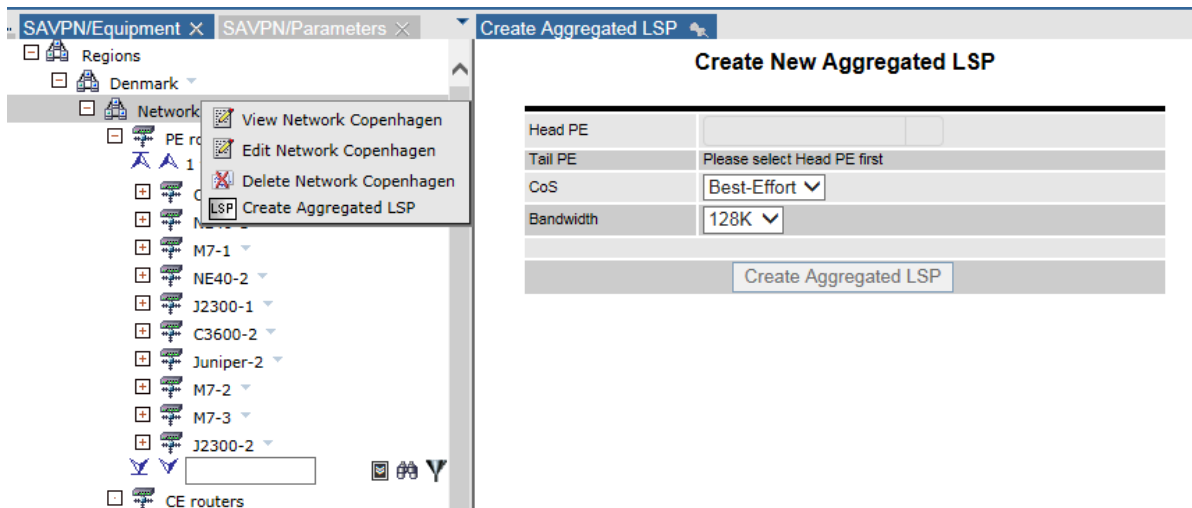 SAVPN/Equipment
SAVPN/Parameters
Create Aggregated LSP
Regions
Denmark
Network
PE
1
View Network Copenhagen
Edit Network Copenhagen
Delete Network Copenhagen
LSP Create Aggregated LSP
M7-1
NE40-2
J2300-1
C3600-2
Juniper-2
M7-2
M7-3
J2300-2
CE routers
Create New Aggregated LSP
Head PE
Tail PE Please select Head PE first
CoS Best-Effort
Bandwidth 128K
Create Aggregated LSP